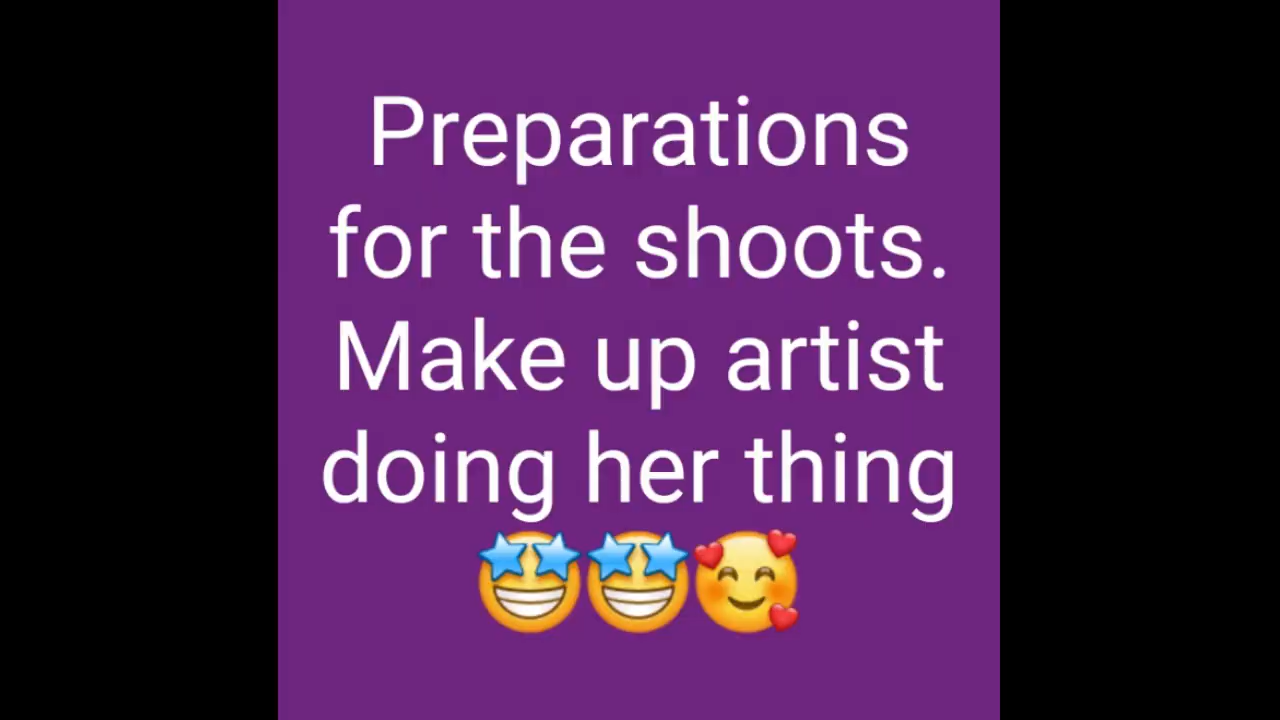 Preparations
for the shoots.
Make up artist
doing her thing
🤩🤩🥰